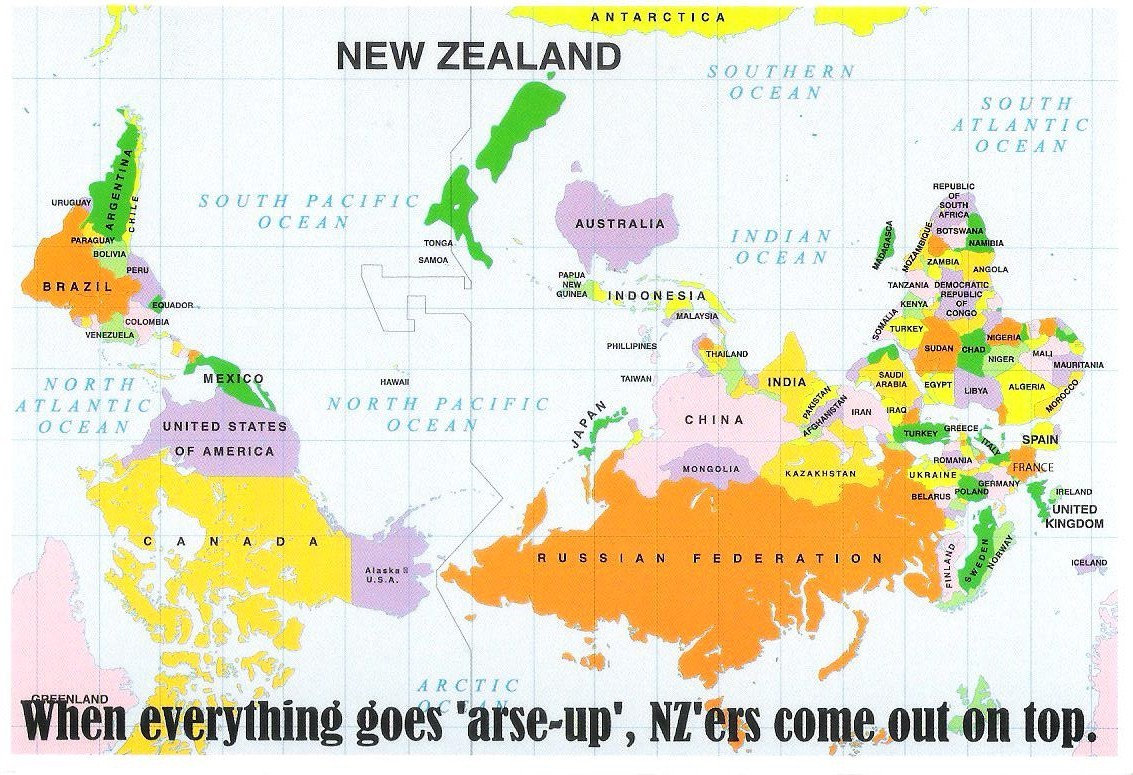 ANTARCTICA
NEW ZEALAND
SOUTHERN
OCEAN
SOUTH
ATLANTIC
OCEAN
ARGENTINA
CHILE
URUGUAY
PARAGUAY
BOLIVIA
PERU
BRAZIL
EQUADOR
COLOMBIA
VENEZUELA
SOUTH PACIFIC
OCEAN
TONGA
SAMOA
AUSTRALIA
INDIAN
OCEAN
PAPUA
NEW
GUINEA
INDONESIA
MALAYSIA
PHILLIPINES
THAILAND
TAIWAN
HAWAII
REPUBLIC
OF
SOUTH
AFRICA
BOTSWANA
NAMIBIA
MADAGASCA
MOZAMBIQUE
ZAMBIA
ANGOLA
TANZANIA
DEMOCRATIC
REPUBLIC
OF
CONGO
KENYA
SOMALIA
TURKEY
SUDAN
CHAD
NIGERIA
NIGER
MALI
MAURITANIA
SAUDI
ARABIA
EGYPT
LIBYA
ALGERIA
MOROCCO
MEXICO
NORTH
ATLANTIC
OCEAN
UNITED STATES
OF AMERICA
NORTH PACIFIC
OCEAN
JAPAN
CHINA
INDIA
PAKISTAN
AFGHANISTAN
IRAN
IRAQ
TURKEY
GREECE
ITALY
SPAIN
MONGOLIA
KAZAKHSTAN
ROMANIA
FRANCE
UKRAINE
GERMANY
BELARUS
POLAND
IRELAND
UNITED
KINGDOM
CANADA
Alaska
U.S.A.
RUSSIAN FEDERATION
FINLAND
SWEDEN
NORWAY
ICELAND
ARCTIC
OCEAN
GREENLAND
When everything goes 'arse-up', NZ'ers come out on top.